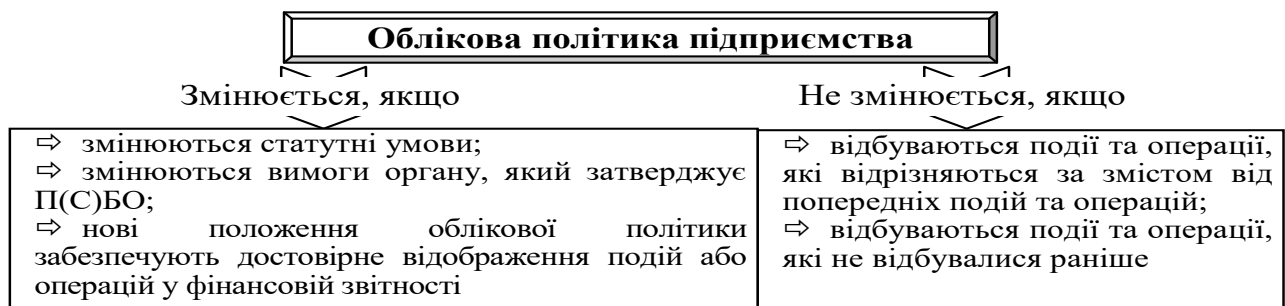 Облікова політика підприємства
Змінюється, якщо
Не змінюється, якщо
⇨ змінюються статутні умови;
⇨ змінюються вимоги органу, який затверджує
П(С)БО;
⇨ нові положення облікової політики
забезпечують достовірне відображення подій або
операцій у фінансовій звітності
⇨ відбуваються події та операції,
які відрізняються за змістом від
попередніх подій та операцій;
⇨ відбуваються події та операції,
які не відбувалися раніше